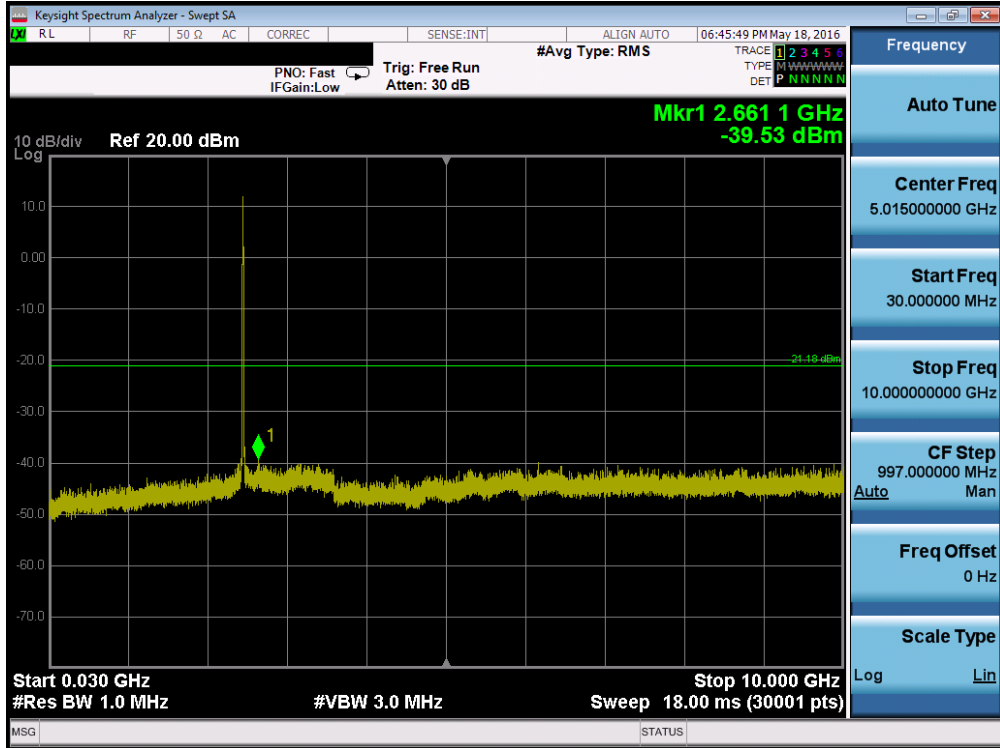 Keysight Spectrum Analyzer - Swept SA
LXI RL RF 50 Ω AC CORREC SENSE:INT ALIGN AUTO 06:45:49 PM May 18, 2016
#Avg Type: RMS TRACE 1 2 3 4 5 6
TYPE M WWWWW
DET P N N N N N
PNO: Fast Trig: Free Run
IFGain:Low Atten: 30 dB
Mkr1 2.661 1 GHz
-39.53 dBm
10 dB/div Ref 20.00 dBm
Log
10.0
0.00
-10.0
-20.0
-21.18 dBm
-30.0
1
-40.0
-50.0
-60.0
-70.0
Start 0.030 GHz Stop 10.000 GHz
#Res BW 1.0 MHz #VBW 3.0 MHz Sweep 18.00 ms (30001 pts)
MSG STATUS
Frequency
Auto Tune
Center Freq
5.015000000 GHz
Start Freq
30.000000 MHz
Stop Freq
10.000000000 GHz
CF Step
997.000000 MHz
Auto Man
Freq Offset
0 Hz
Scale Type
Log Lin